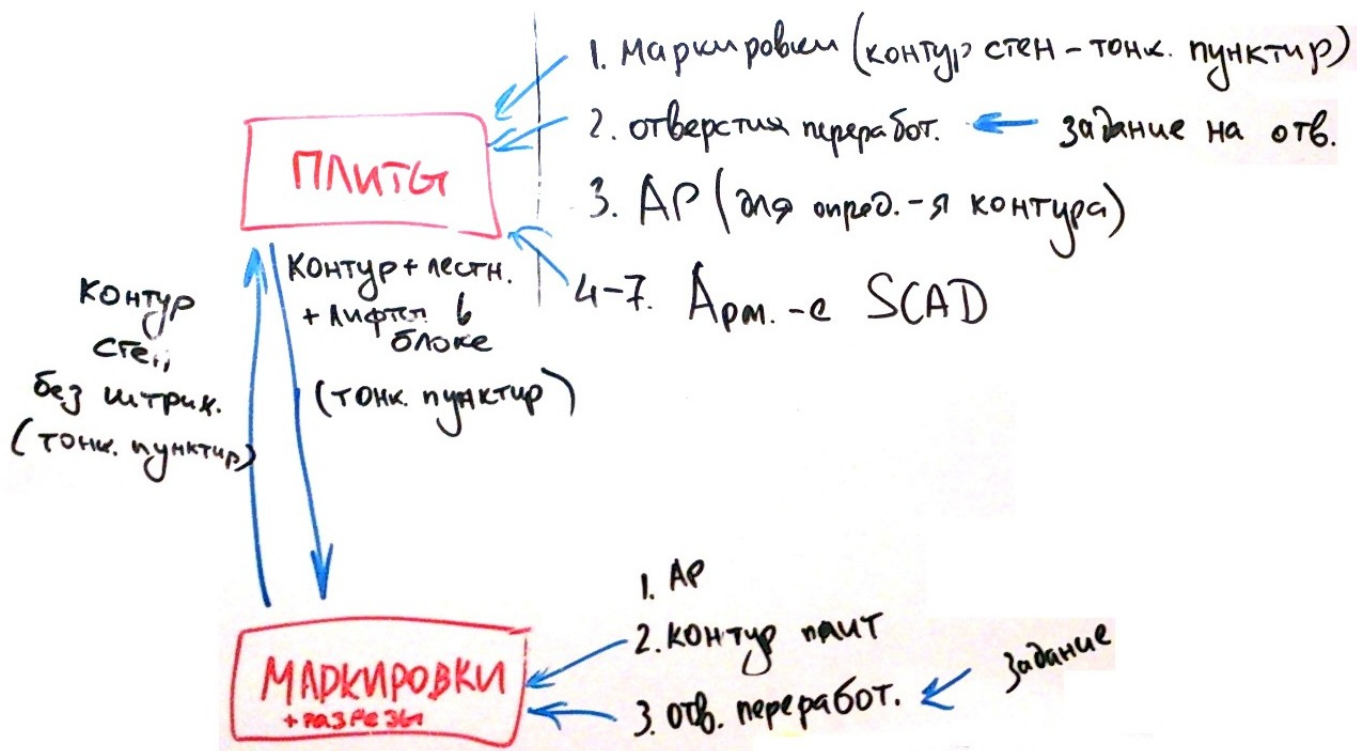 1. Маркировки (контур стен - тонк. пунктир)
2. отверстия переработ. ← задание на отв.
3. АР (для опред.-я контура)
4-7. Арм.-е SCAD
ПЛИТЫ
контур + лестн.
+ лифтпл. в
блоке
(тонк. пунктир)
контур
стен
без штрих.
(тонк. пунктир)
МАРКИРОВКИ
+ РАЗРЕЗЫ
1. АР
2. контур плит
3. отв. переработ. ← Задание